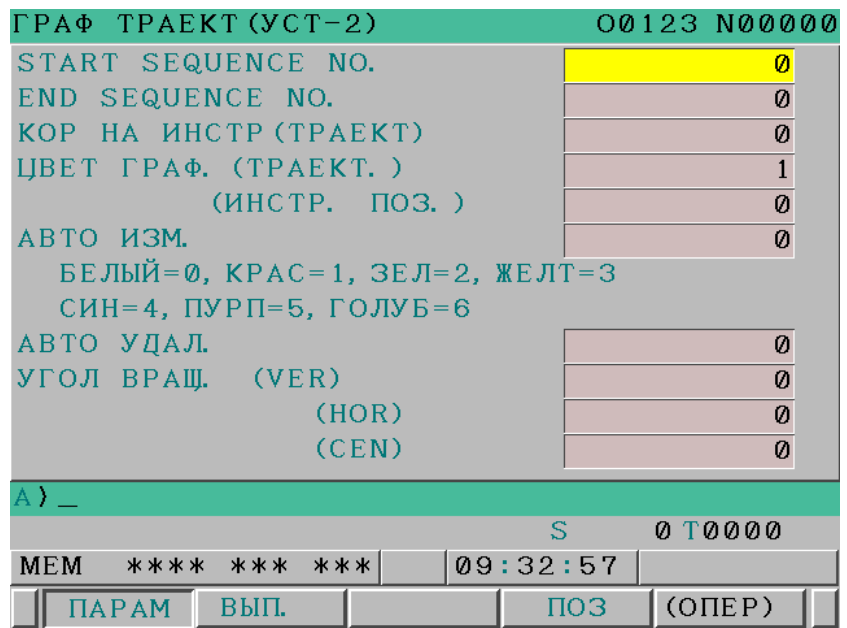 ГРАФ ТРАЕКТ(УСТ-2) O0123 N00000
START SEQUENCE NO. 0
END SEQUENCE NO. 0
КОР НА ИНСТР(ТРАЕКТ) 0
ЦВЕТ ГРАФ. (ТРАЕКТ. ) 1
(ИНСТР. ПОЗ. ) 0
АВТО ИЗМ. 0
БЕЛЫЙ=0, КРАС=1, ЗЕЛ=2, ЖЕЛТ=3
СИН=4, ПУРП=5, ГОЛУБ=6
АВТО УДАЛ. 0
УГОЛ ВРАЩ. (VER) 0
(HOR) 0
(CEN) 0
A)_
S 0 T0000
MEM **** *** *** 09:32:57
ПАРАМ ВЫП. ПОЗ (ОПЕР)